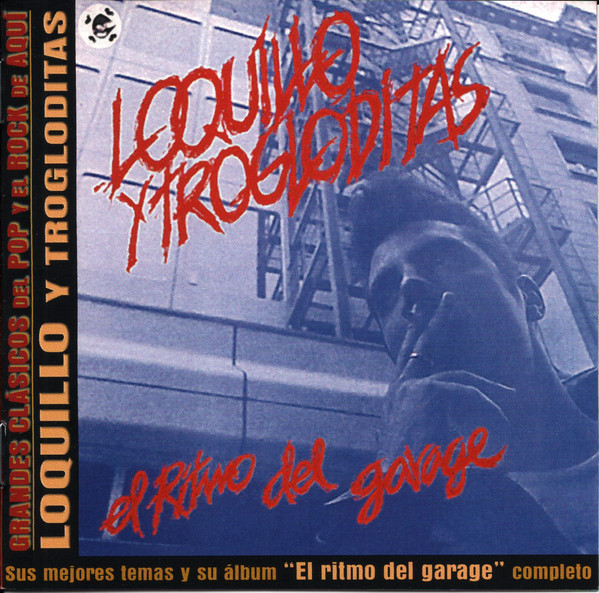 GRANDES CLÁSICOS DEL POP Y EL ROCK DE AQUÍ
LOQUILLO Y TROGLODITAS
LOQUILLO
Y TROGLODITAS
el Ritmo del garage
Sus mejores temas y su álbum "El ritmo del garage" completo